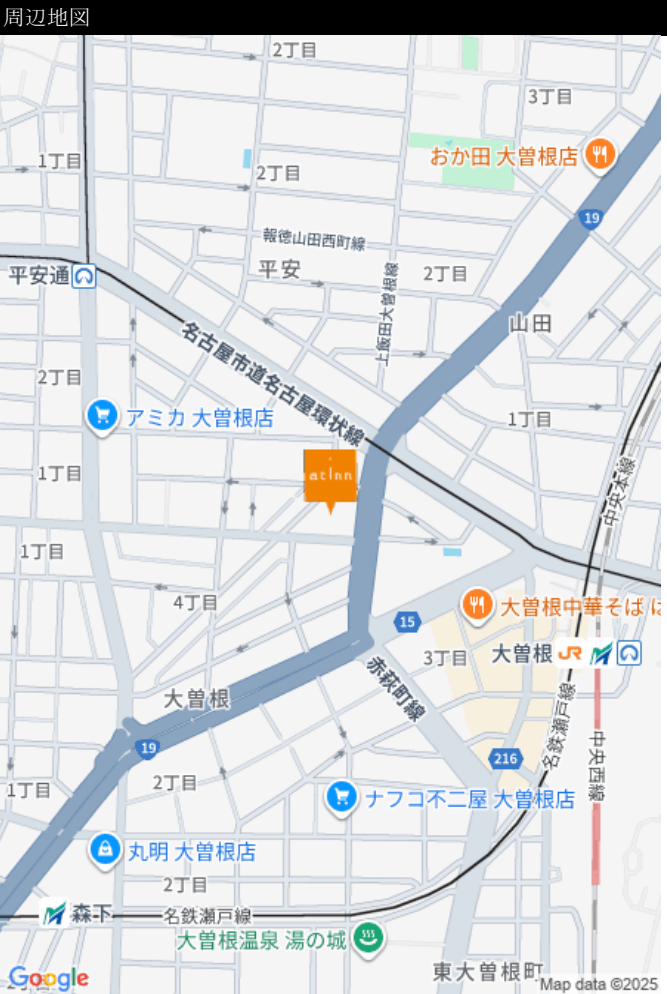 周辺地図
2丁目
3丁目
1丁目
おか田 大曽根店
2丁目
19
報徳山田西町線
平安
2丁目
平安通
上飯田大曽根線
山田
名古屋市道名古屋環状線
2丁目
アミカ 大曽根店
1丁目
1丁目
中央本線
atInn
1丁目
4丁目
15
大曽根中華そば は
3丁目
大曽根
JR
赤萩町線
大曽根
名鉄瀬戸線
19
216
中央西線
1丁目
2丁目
ナフコ不二屋 大曽根店
丸明 大曽根店
2丁目
森下
名鉄瀬戸線
大曽根温泉 湯の城
東大曽根町
Google
Map data ©2025